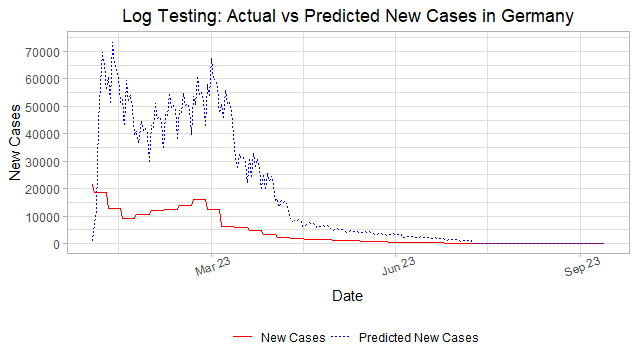 Log Testing: Actual vs Predicted New Cases in Germany
New Cases
70000
60000
50000
40000
30000
20000
10000
0
Mar 23
Jun 23
Sep 23
Date
New Cases
Predicted New Cases